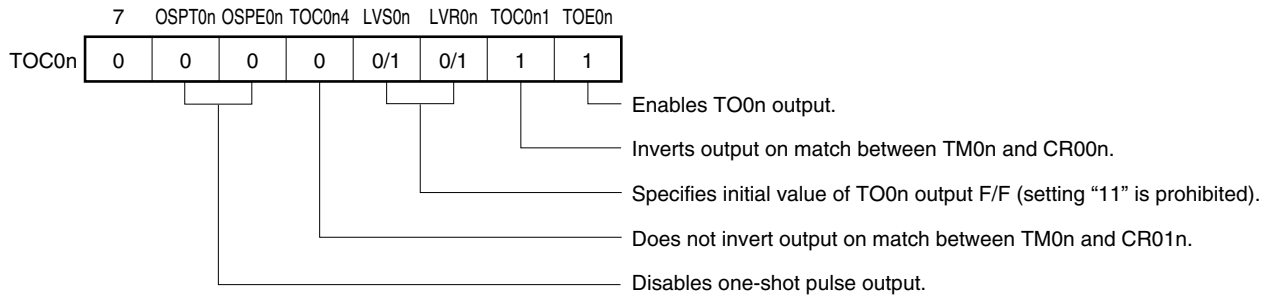 7 OSPT0n OSPE0n TOC0n4 LVS0n LVR0n TOC0n1 TOE0n
TOC0n 0 0 0 0 0/1 0/1 1 1
Enables TO0n output.
Inverts output on match between TM0n and CR00n.
Specifies initial value of TO0n output F/F (setting “11” is prohibited).
Does not invert output on match between TM0n and CR01n.
Disables one-shot pulse output.